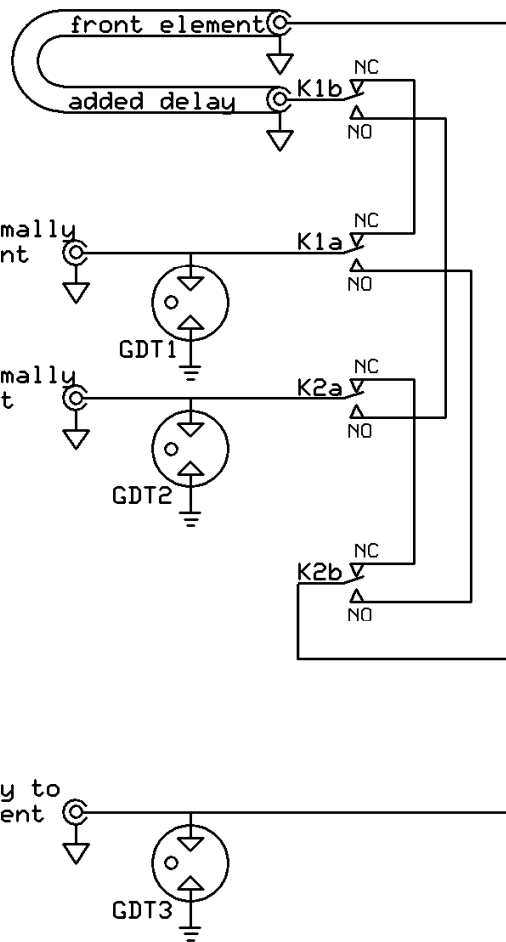 front element
NC
K1b
added delay
NO
NC
mally
K1a
nt
NO
GDT1
NC
mally
K2a
t
NO
GDT2
NC
K2b
NO
y to
ent
GDT3